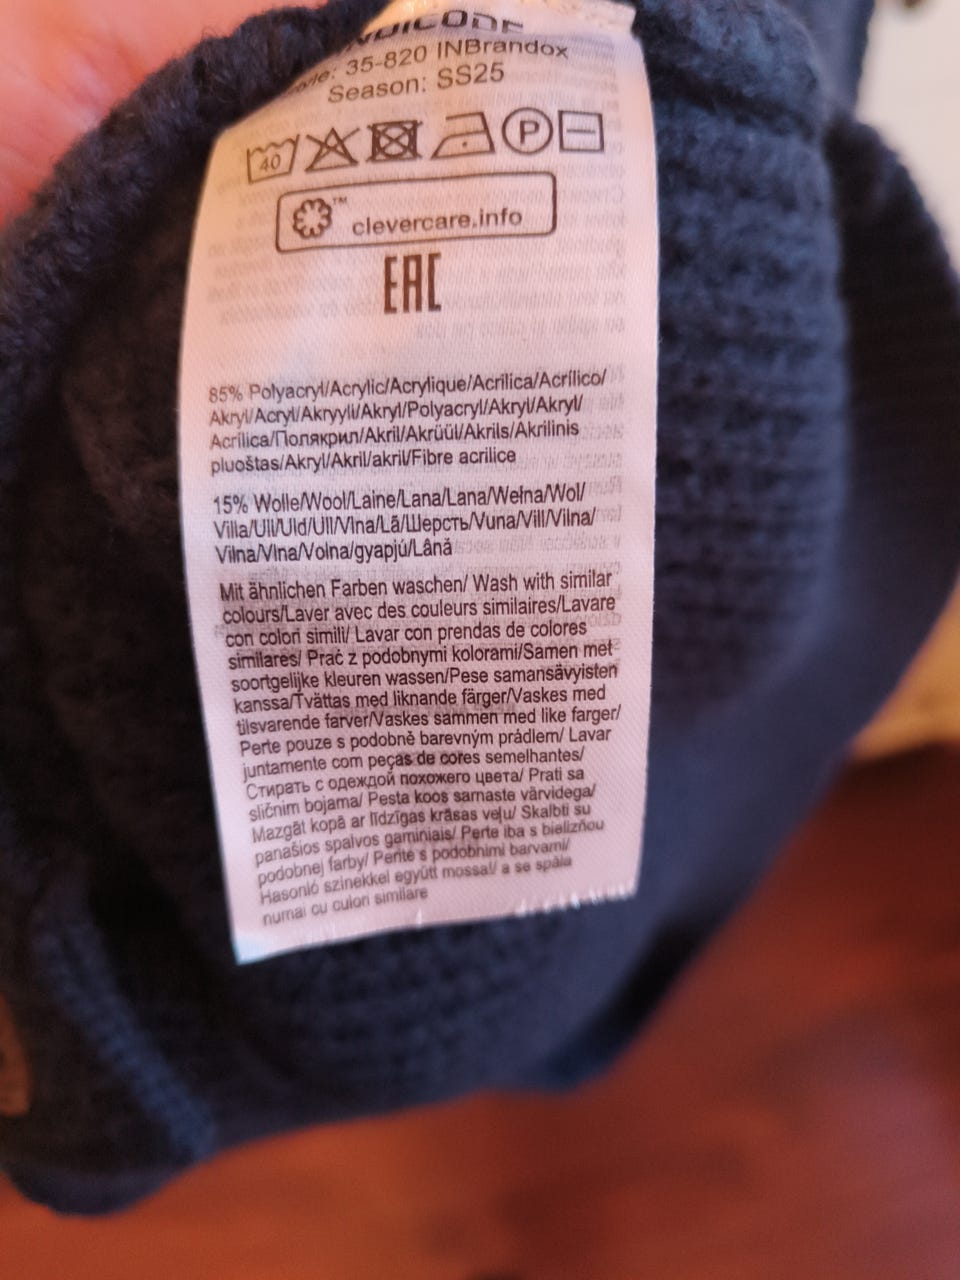 INDICODE
Style: 35-820 INBrandox
Season: SS25
40 P
clevercare.info
EAC
85% Polyacryl/Acrylic/Acrylique/Acrilica/Acrílico/
Akryl/Acryl/Akryyli/Akryl/Polyacryl/Akryl/Akryl/
Acrílica/Полякрил/Akril/Akrüül/Akrils/Akrilinis
pluoštas/Akryl/Akril/akril/Fibre acrilice
15% Wolle/Wool/Laine/Lana/Lana/Wełna/Wol/
Villa/Ull/Uld/Ull/Vlna/Lã/Шерсть/Vuna/Vill/Vilna/
Vilna/Vlna/Volna/gyapjú/Lână
Mit ähnlichen Farben waschen/ Wash with similar
colours/Laver avec des couleurs similaires/Lavare
con colori simili/ Lavar con prendas de colores
similares/ Prać z podobnymi kolorami/Samen met
soortgelijke kleuren wassen/Pese samansävyisten
kanssa/Tvättas med liknande färger/Vaskes med
tilsvarende farver/Vaskes sammen med like farger/
Perte pouze s podobně barevným prádlem/ Lavar
juntamente com peças de cores semelhantes/
Стирать с одеждой похожего цвета/ Prati sa
sličnim bojama/ Pesta koos sarnaste värvidega/
Mazgāt kopā ar līdzīgas krāsas veļu/ Skalbti su
panašios spalvos gaminiais/ Perte iba s bielizňou
podobnej farby/ Perite s podobnimi barvami/
Hasonló színekkel együtt mossa!/ a se spăla
numai cu culori similare